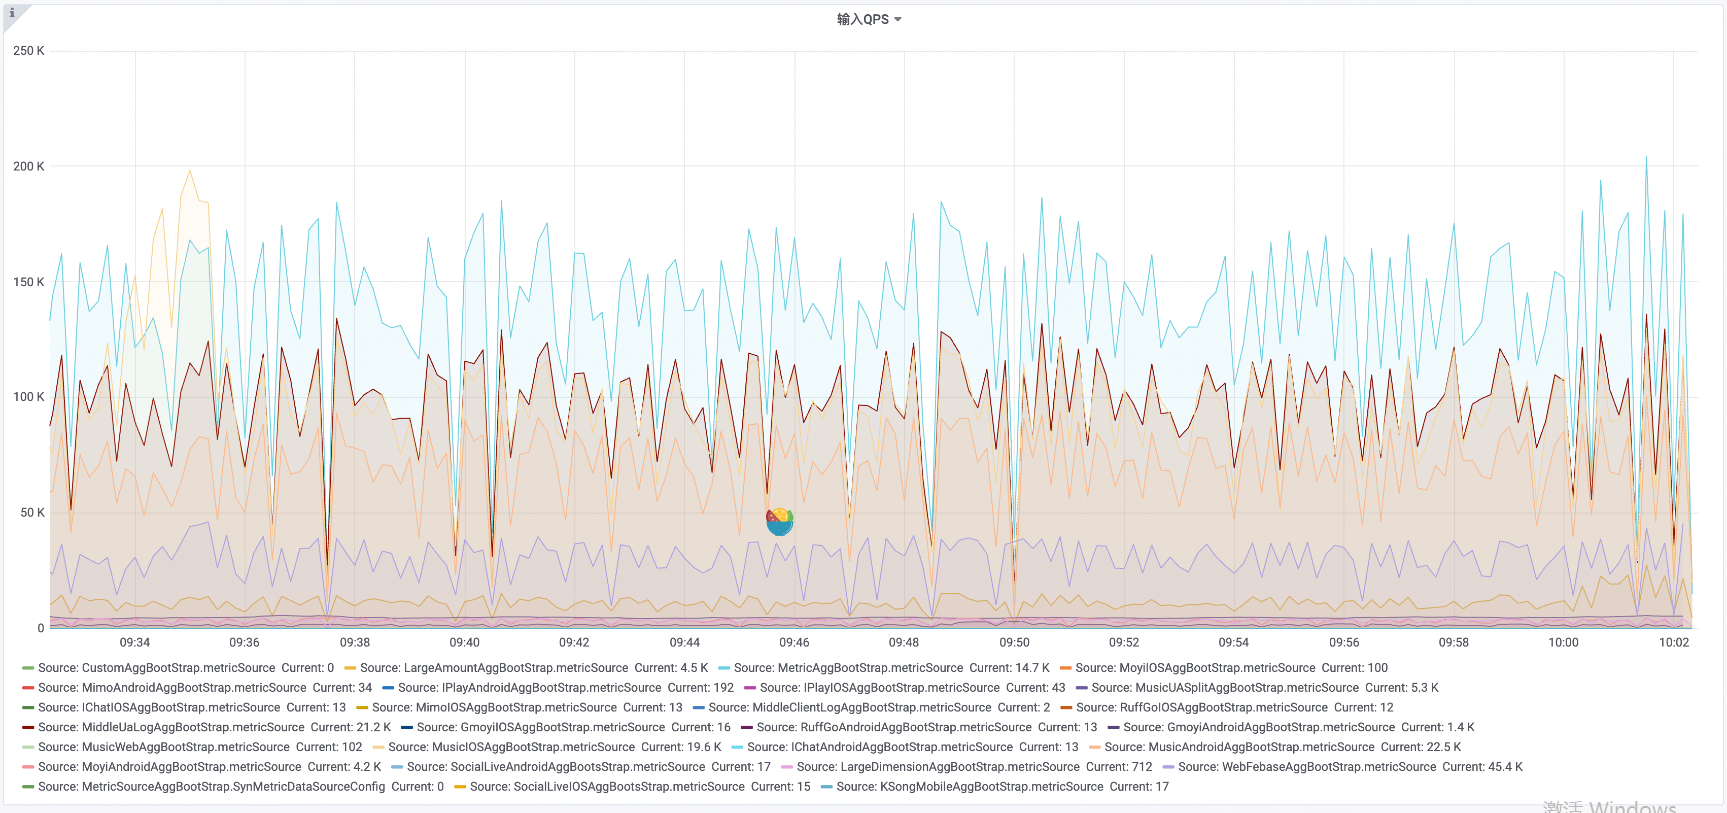 i
输入QPS
250 K
200 K
150 K
100 K
50 K
0
09:34 09:36 09:38 09:40 09:42 09:44 09:46 09:48 09:50 09:52 09:54 09:56 09:58 10:00 10:02
Source: CustomAggBootStrap.metricSource Current: 0 Source: LargeAmountAggBootStrap.metricSource Current: 4.5 K Source: MetricAggBootStrap.metricSource Current: 14.7 K Source: MoyiIOSAggBootStrap.metricSource Current: 100
Source: MimoAndroidAggBootStrap.metricSource Current: 34 Source: IPlayAndroidAggBootStrap.metricSource Current: 192 Source: IPlayIOSAggBootStrap.metricSource Current: 43 Source: MusicUASplitAggBootStrap.metricSource Current: 5.3 K
Source: IChatIOSAggBootStrap.metricSource Current: 13 Source: MimoIOSAggBootStrap.metricSource Current: 13 Source: MiddleClientLogAggBootStrap.metricSource Current: 2 Source: RuffGoIOSAggBootStrap.metricSource Current: 12
Source: MiddleUaLogAggBootStrap.metricSource Current: 21.2 K Source: GmoyiIOSAggBootStrap.metricSource Current: 16 Source: RuffGoAndroidAggBootStrap.metricSource Current: 13 Source: GmoyiAndroidAggBootStrap.metricSource Current: 1.4 K
Source: MusicWebAggBootStrap.metricSource Current: 102 Source: MusicIOSAggBootStrap.metricSource Current: 19.6 K Source: IChatAndroidAggBootStrap.metricSource Current: 13 Source: MusicAndroidAggBootStrap.metricSource Current: 22.5 K
Source: MoyiAndroidAggBootStrap.metricSource Current: 4.2 K Source: SocialLiveAndroidAggBootsStrap.metricSource Current: 17 Source: LargeDimensionAggBootStrap.metricSource Current: 712 Source: WebFebaseAggBootStrap.metricSource Current: 45.4 K
Source: MetricSourceAggBootStrap.SynMetricDataSourceConfig Current: 0 Source: SocialLiveIOSAggBootsStrap.metricSource Current: 15 Source: KSongMobileAggBootStrap.metricSource Current: 17
激活 Windows